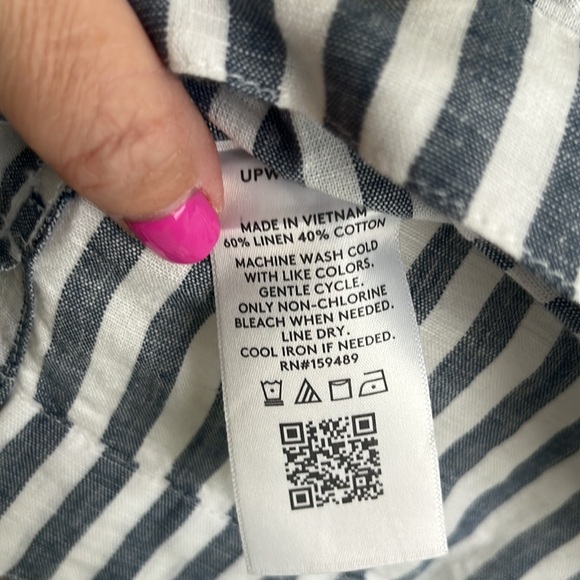 UPW
MADE IN VIETNAM
60% LINEN 40% COTTON
MACHINE WASH COLD
WITH LIKE COLORS.
GENTLE CYCLE.
ONLY NON-CHLORINE
BLEACH WHEN NEEDED.
LINE DRY.
COOL IRON IF NEEDED.
RN#159489